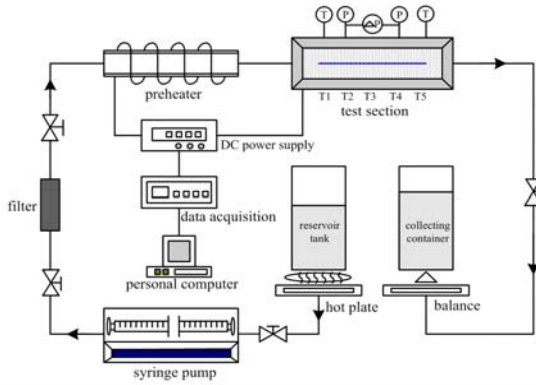 T
P
P
P
T
preheater
T1 T2 T3 T4 T5
test section
DC power supply
filter
data acquisition
reservoir
tank
collecting
container
personal computer
hot plate
balance
syringe pump